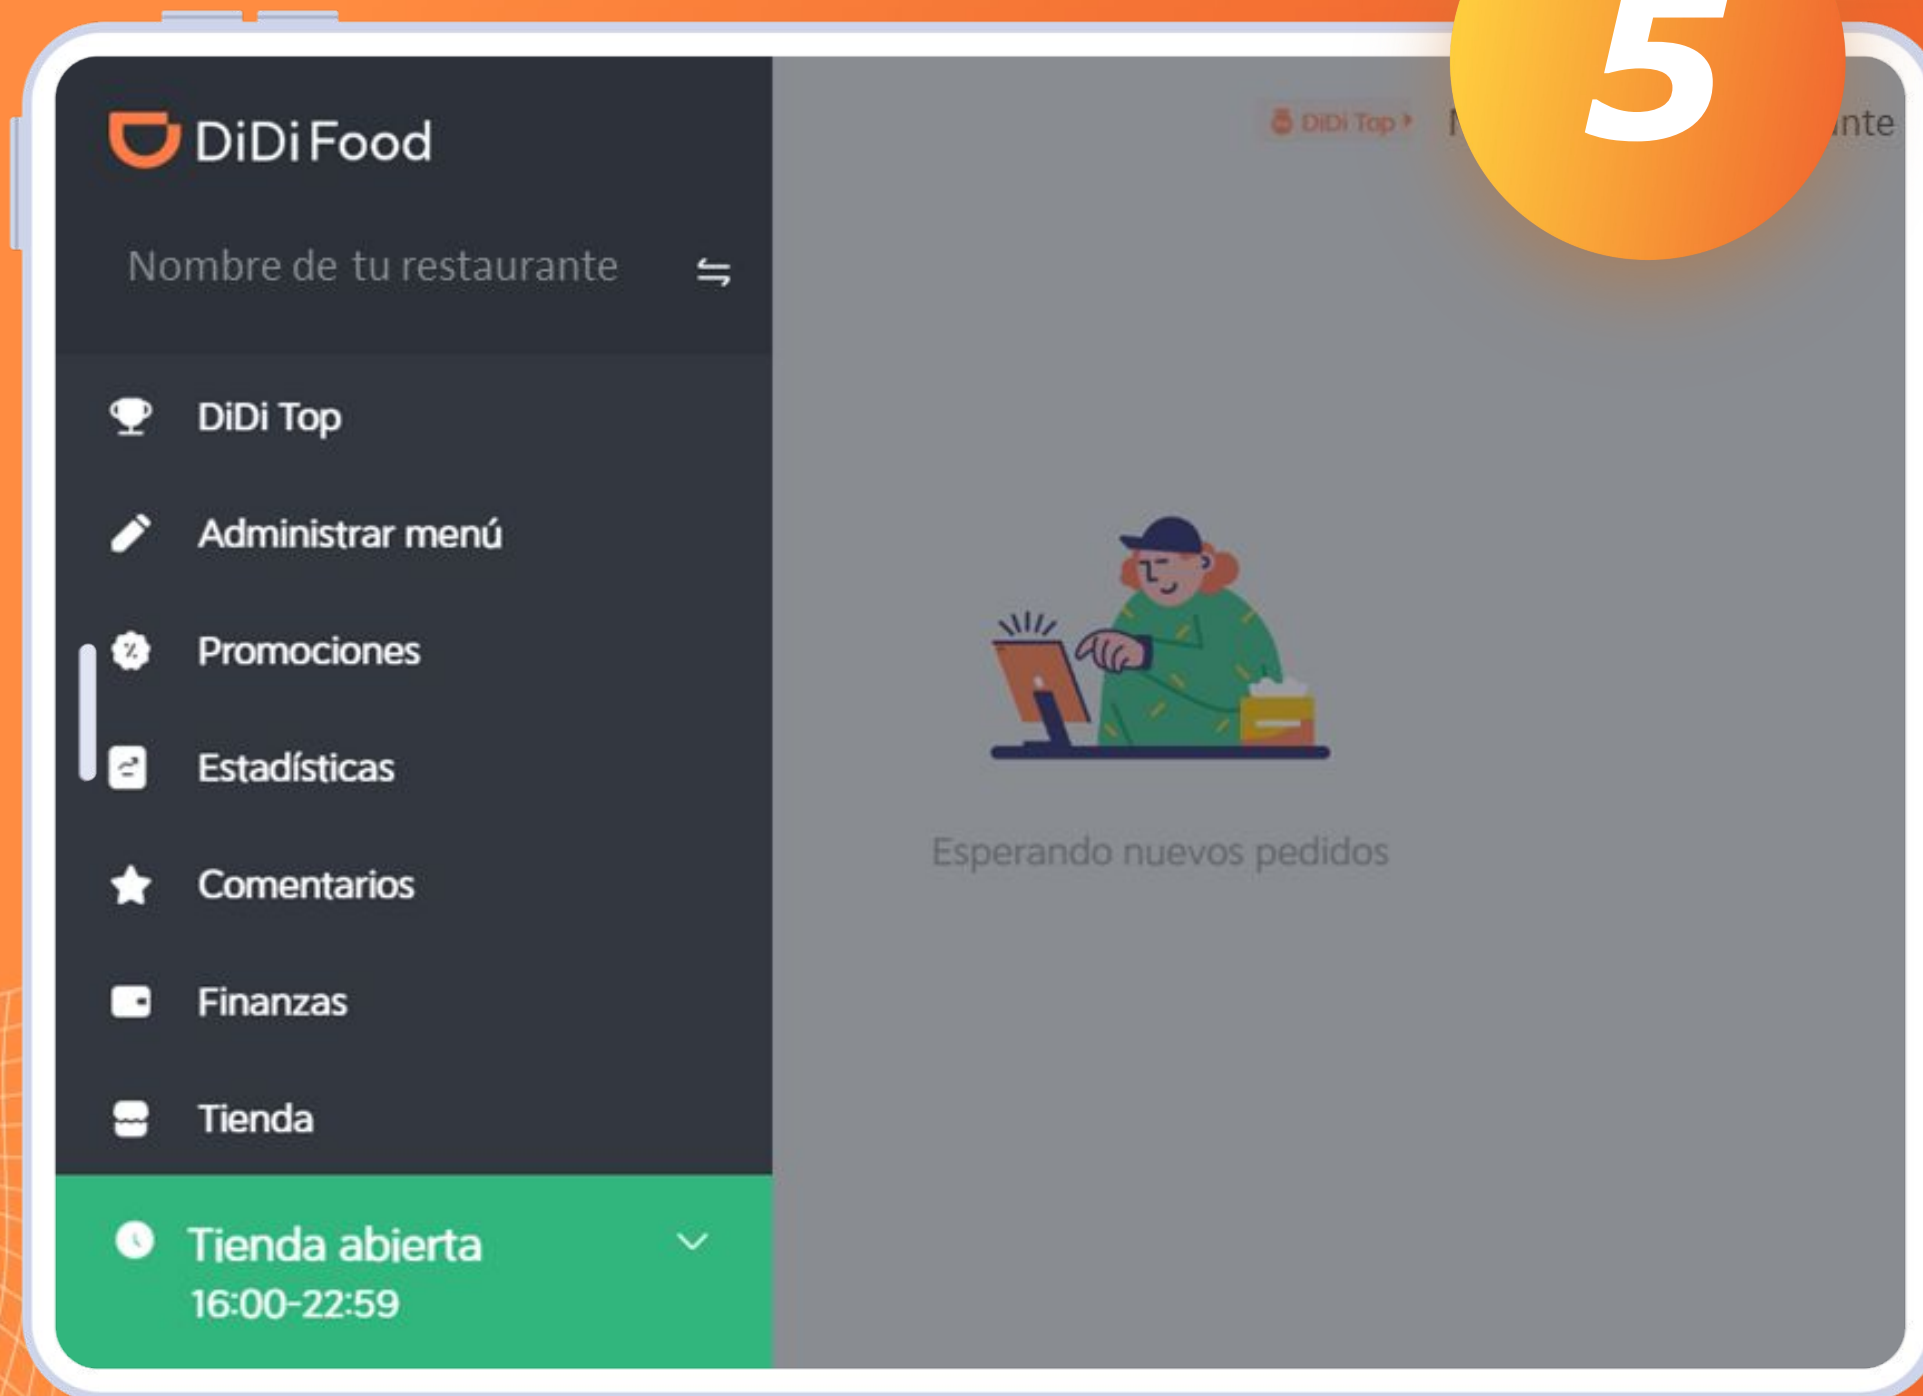 5
DiDi Food
DiDi Top
Nombre de tu restaurante
DiDi Top
Administrar menú
Promociones
Estadísticas
Comentarios
Finanzas
Tienda
Tienda abierta
16:00-22:59
Esperando nuevos pedidos